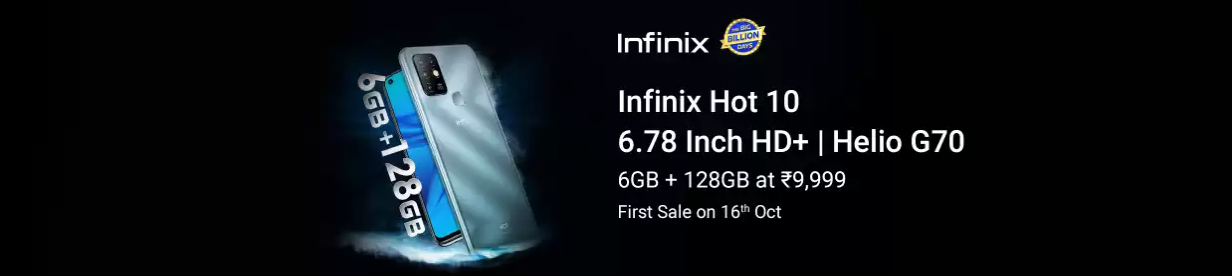 Infinix
THE BIG
BILLION
DAYS
6GB+128GB
Infinix Hot 10
6.78 Inch HD+ | Helio G70
6GB + 128GB at ₹9,999
First Sale on 16th Oct